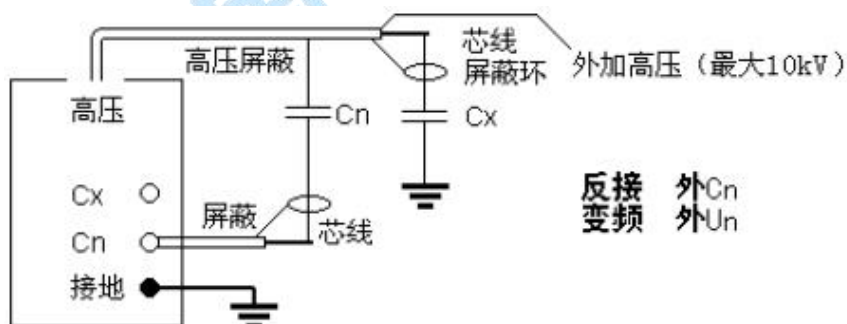 高压屏蔽
芯线
屏蔽环
外加高压（最大10kV）
高压
Cn
Cx
Cx
屏蔽
Cn
芯线
接地
反接 外Cn
变频 外Un